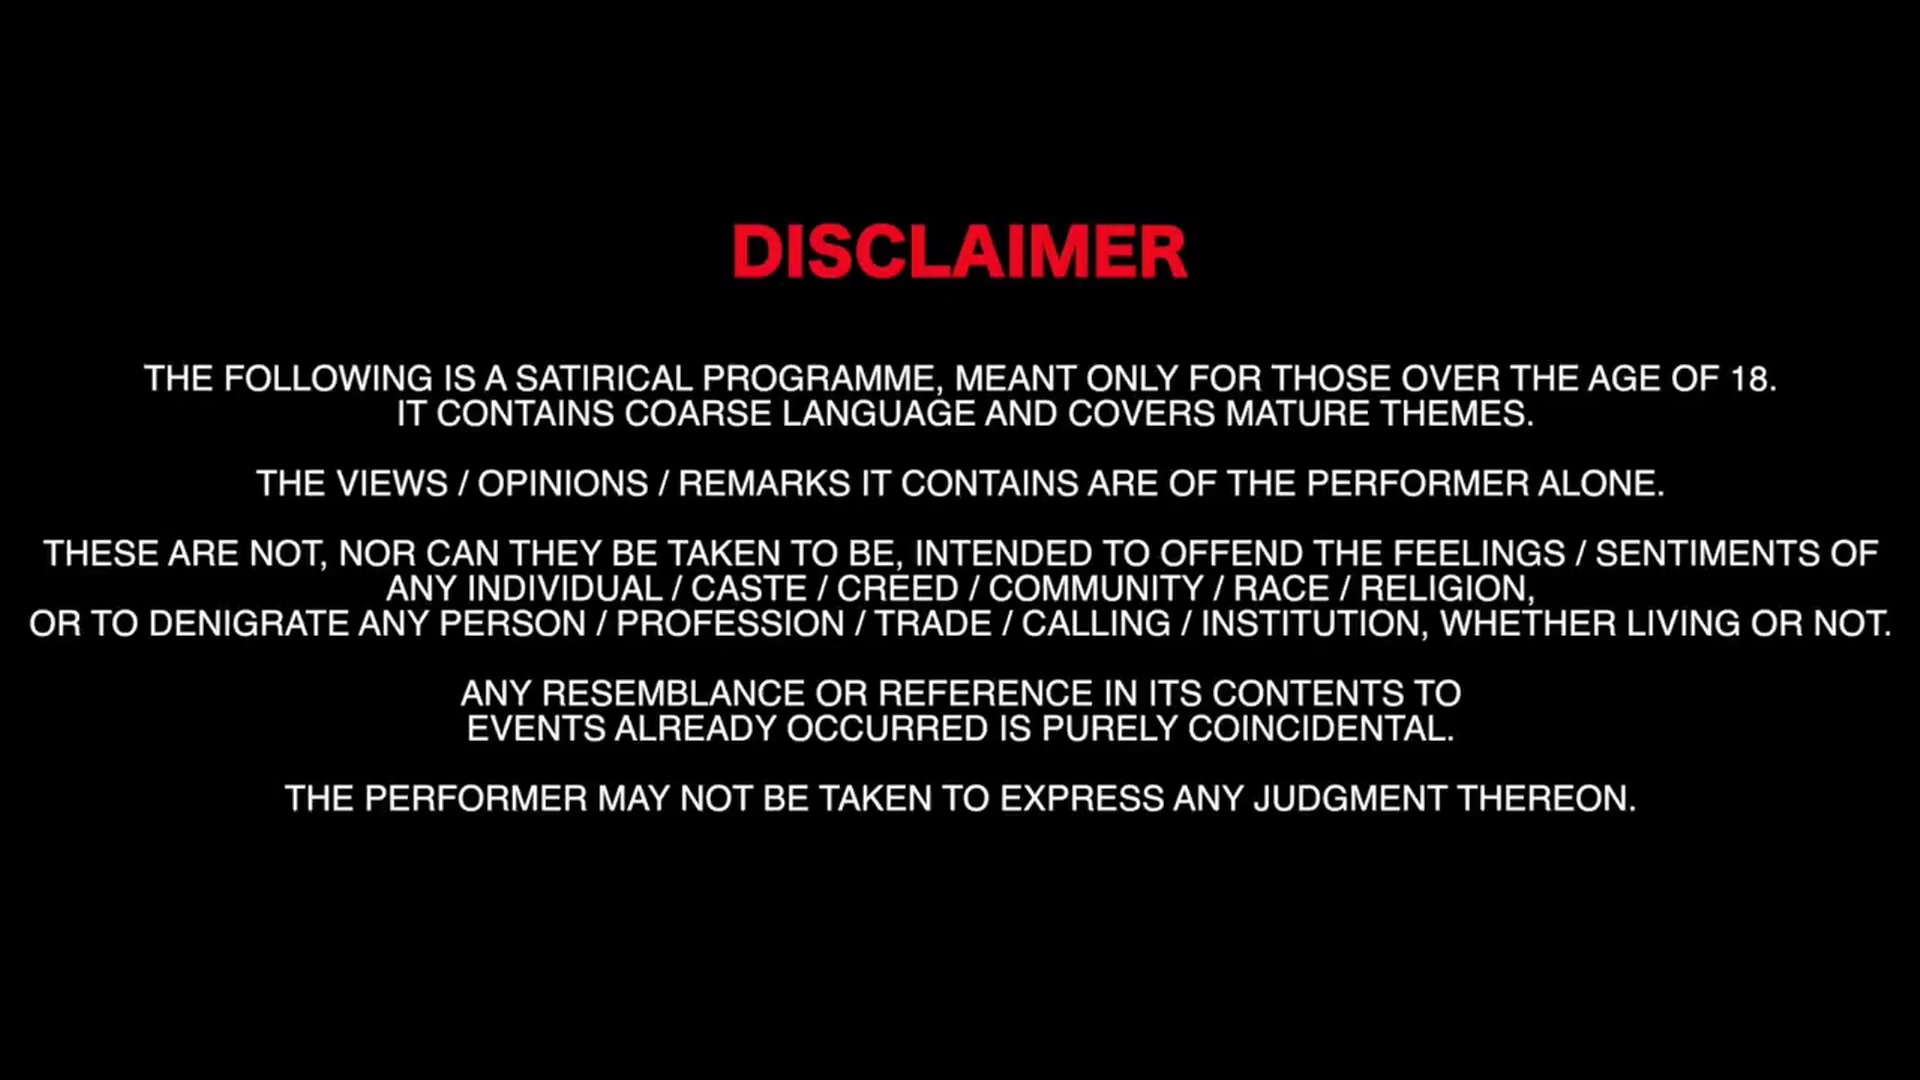 DISCLAIMER
THE FOLLOWING IS A SATIRICAL PROGRAMME, MEANT ONLY FOR THOSE OVER THE AGE OF 18.
IT CONTAINS COARSE LANGUAGE AND COVERS MATURE THEMES.
THE VIEWS / OPINIONS / REMARKS IT CONTAINS ARE OF THE PERFORMER ALONE.
THESE ARE NOT, NOR CAN THEY BE TAKEN TO BE, INTENDED TO OFFEND THE FEELINGS / SENTIMENTS OF
ANY INDIVIDUAL / CASTE / CREED / COMMUNITY / RACE / RELIGION,
OR TO DENIGRATE ANY PERSON / PROFESSION / TRADE / CALLING / INSTITUTION, WHETHER LIVING OR NOT.
ANY RESEMBLANCE OR REFERENCE IN ITS CONTENTS TO
EVENTS ALREADY OCCURRED IS PURELY COINCIDENTAL.
THE PERFORMER MAY NOT BE TAKEN TO EXPRESS ANY JUDGMENT THEREON.